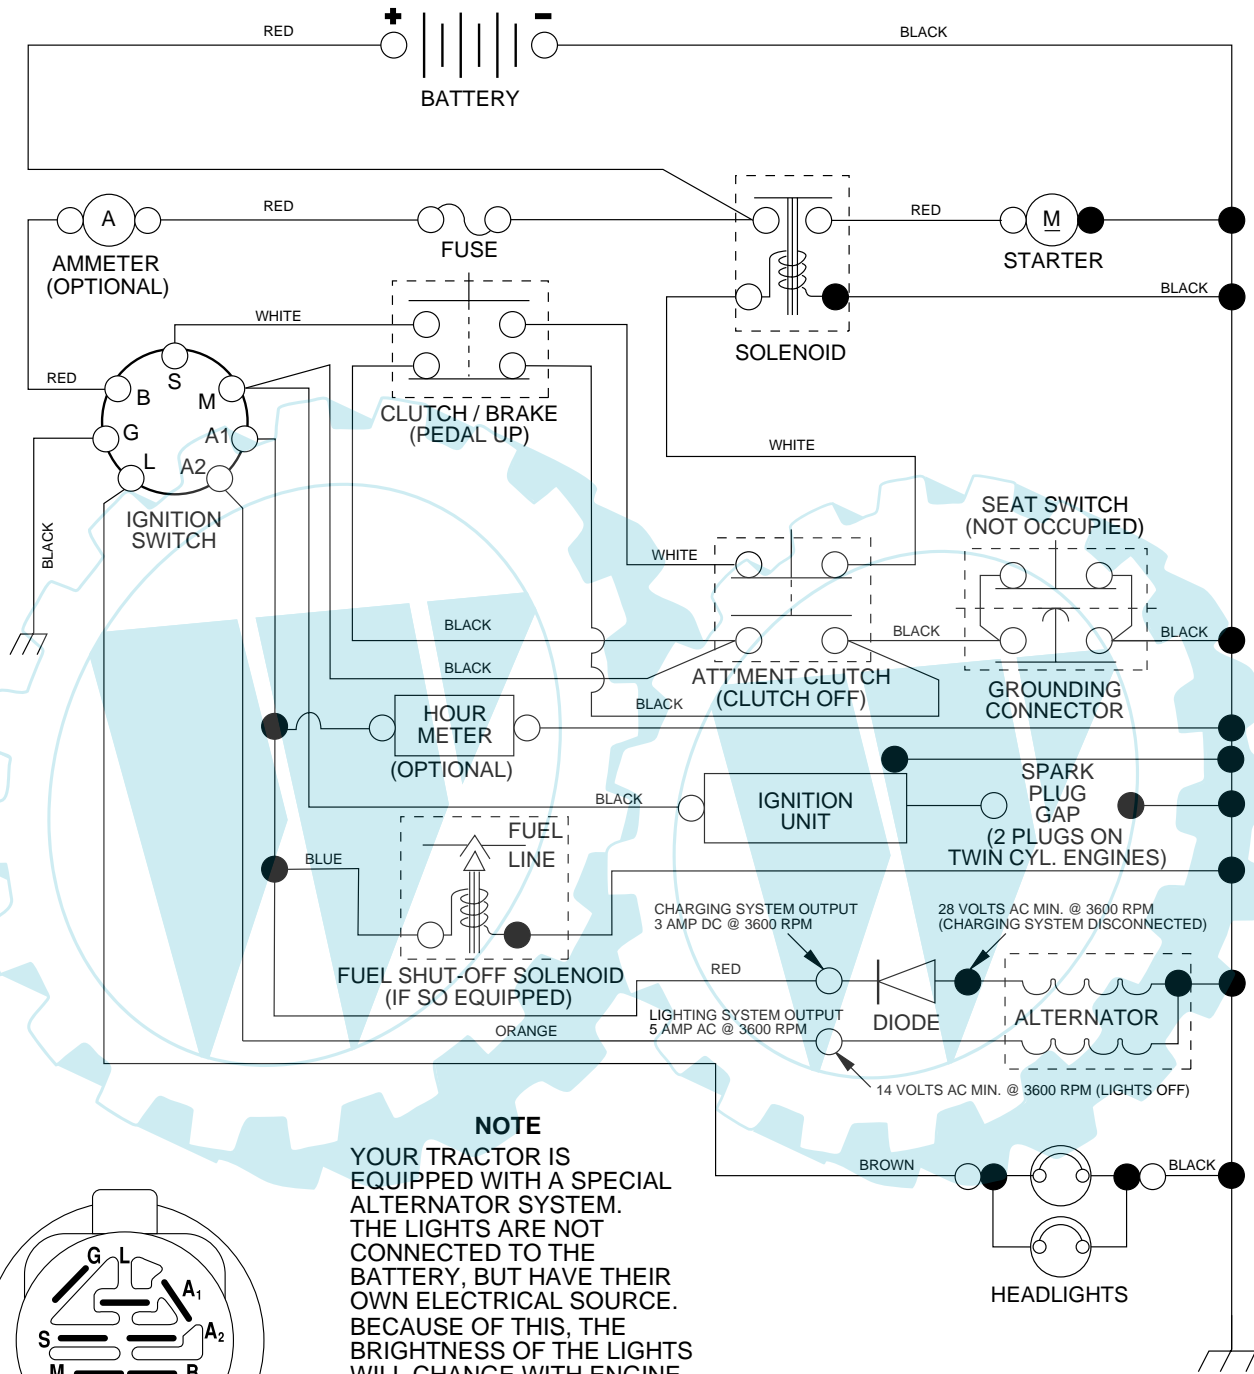 + -
RED
BLACK
BATTERY
A
RED
FUSE
RED
M
STARTER
AMMETER
(OPTIONAL)
BLACK
WHITE
SOLENOID
RED
S
B
M
G
A1
L
A2
CLUTCH / BRAKE
(PEDAL UP)
WHITE
IGNITION
SWITCH
BLACK
SEAT SWITCH
(NOT OCCUPIED)
WHITE
BLACK
BLACK
BLACK
BLACK
ATT'MENT CLUTCH
(CLUTCH OFF)
BLACK
GROUNDING
CONNECTOR
HOUR
METER
(OPTIONAL)
BLACK
IGNITION
UNIT
SPARK
PLUG
GAP
(2 PLUGS ON
TWIN CYL. ENGINES)
FUEL
LINE
BLUE
FUEL SHUT-OFF SOLENOID
(IF SO EQUIPPED)
CHARGING SYSTEM OUTPUT
3 AMP DC @ 3600 RPM
28 VOLTS AC MIN. @ 3600 RPM
(CHARGING SYSTEM DISCONNECTED)
RED
DIODE
ALTERNATOR
LIGHTING SYSTEM OUTPUT
5 AMP AC @ 3600 RPM
ORANGE
14 VOLTS AC MIN. @ 3600 RPM (LIGHTS OFF)
BROWN
BLACK
HEADLIGHTS
NOTE
YOUR TRACTOR IS
EQUIPPED WITH A SPECIAL
ALTERNATOR SYSTEM.
THE LIGHTS ARE NOT
CONNECTED TO THE
BATTERY, BUT HAVE THEIR
OWN ELECTRICAL SOURCE.
BECAUSE OF THIS, THE
BRIGHTNESS OF THE LIGHTS
WILL CHANGE WITH ENGINE
G L
A1
S
A2
M
B